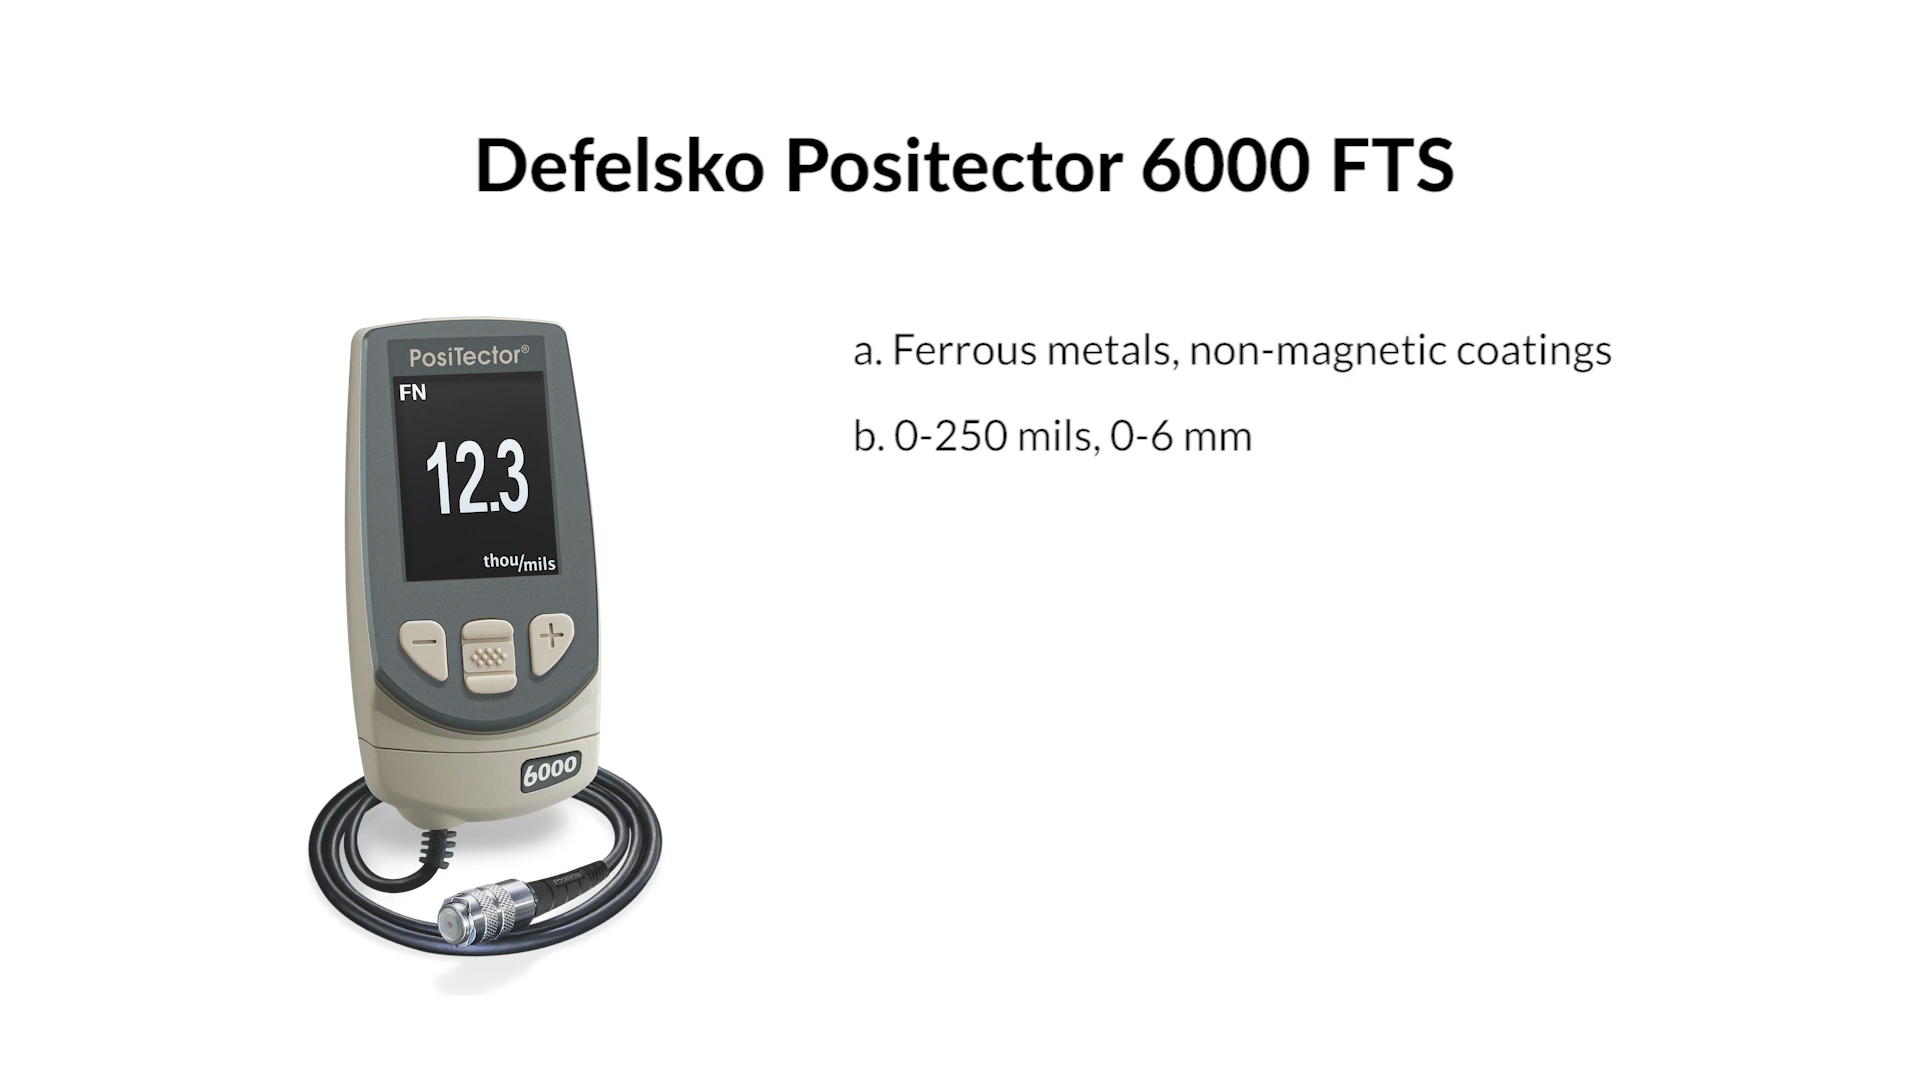 Defelsko Positector 6000 FTS
PosiTector®
FN
12.3
thou/mils
6000
a. Ferrous metals, non-magnetic coatings
b. 0-250 mils, 0-6 mm